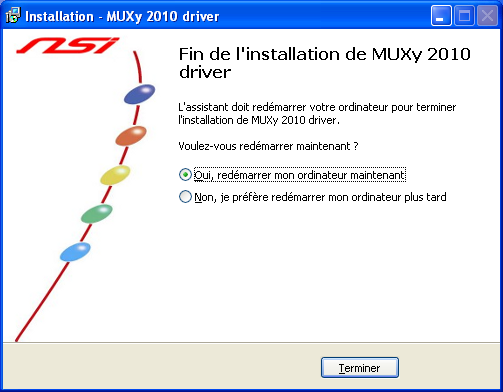 Installation - MUXy 2010 driver
nsi
Fin de l'installation de MUXy 2010
driver
L'assistant doit redémarrer votre ordinateur pour terminer
l'installation de MUXy 2010 driver.
Voulez-vous redémarrer maintenant ?
Oui, redémarrer mon ordinateur maintenant
Non, je préfère redémarrer mon ordinateur plus tard
Terminer